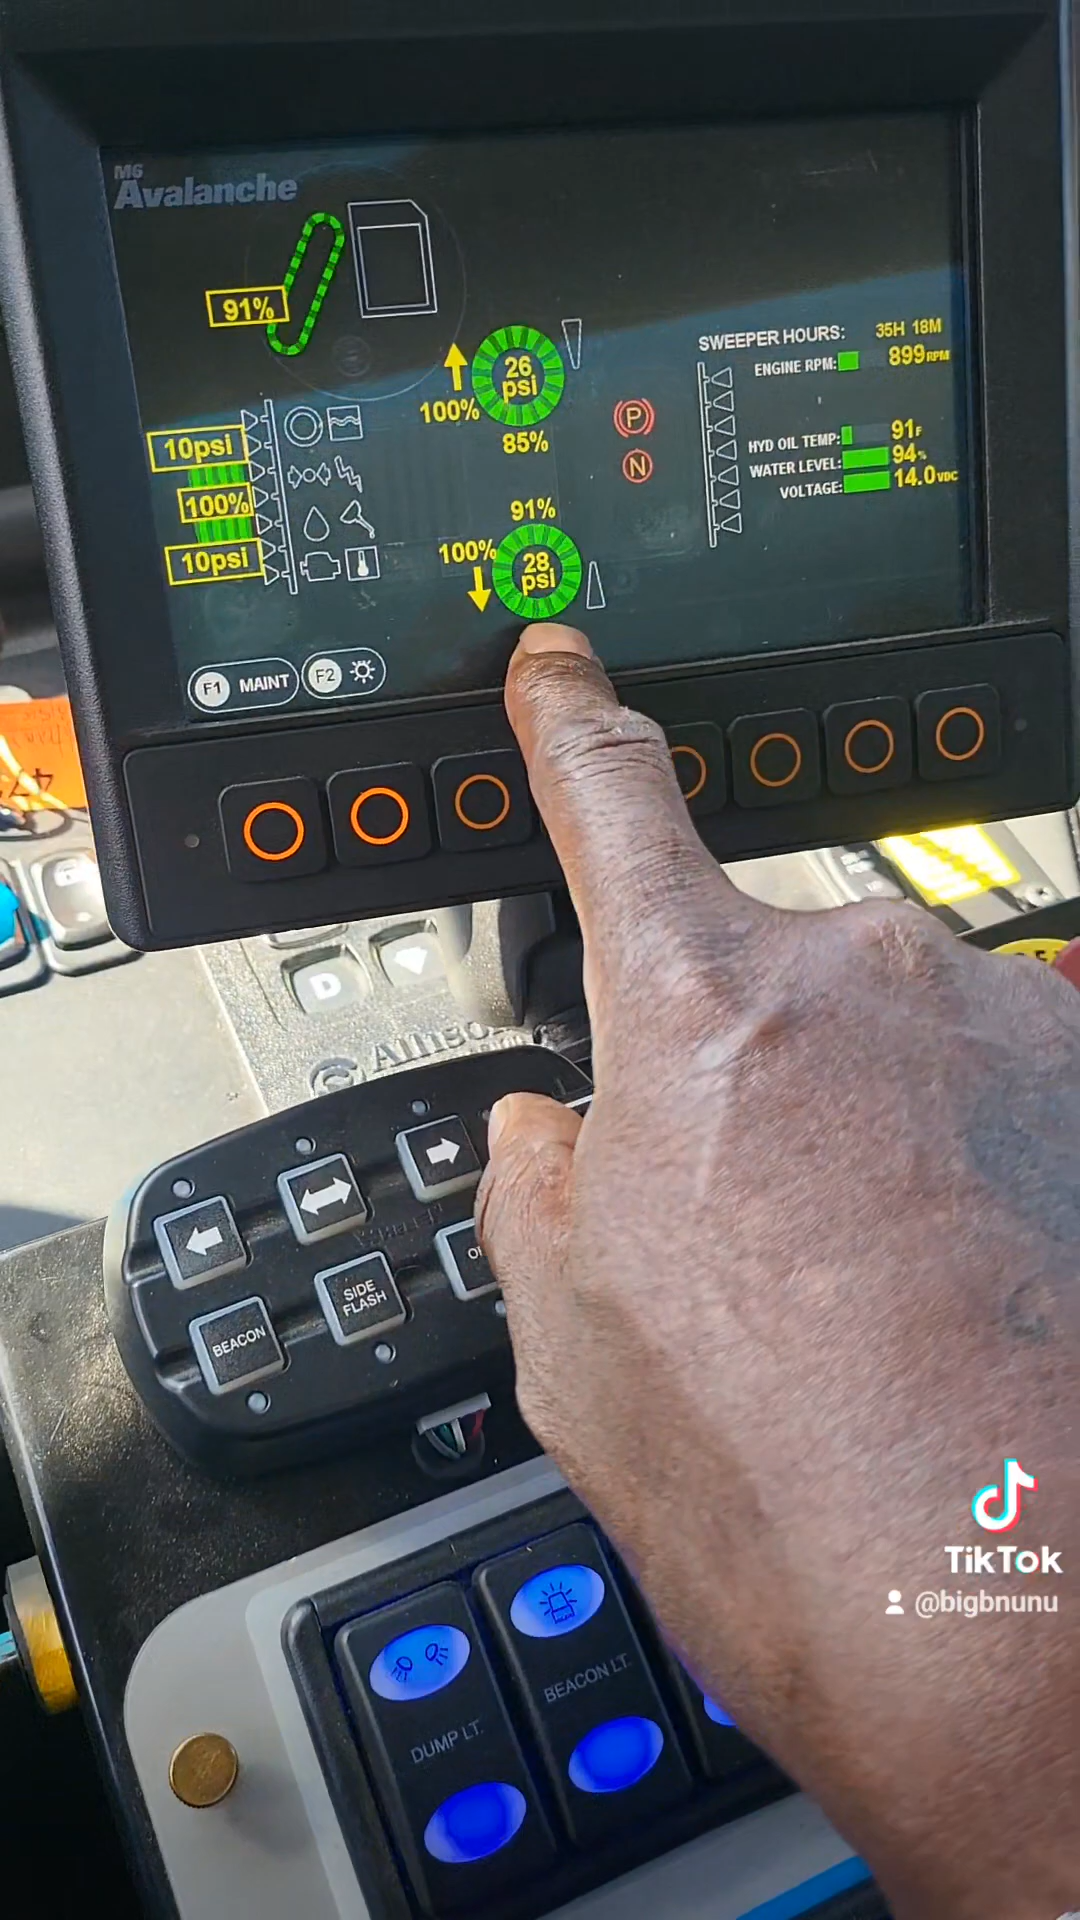 M6
Avalanche
91%
10psi
100%
10psi
26
psi
100%
85%
91%
100%
28
psi
P
N
SWEEPER HOURS: 35H 18M
ENGINE RPM: 899RPM
HYD OIL TEMP: 91F
WATER LEVEL: 94%
VOLTAGE: 14.0VDC
F1 MAINT
F2
D
BEACON
SIDE
FLASH
DUMP LT.
BEACON LT.
TikTok
@bigbnunu